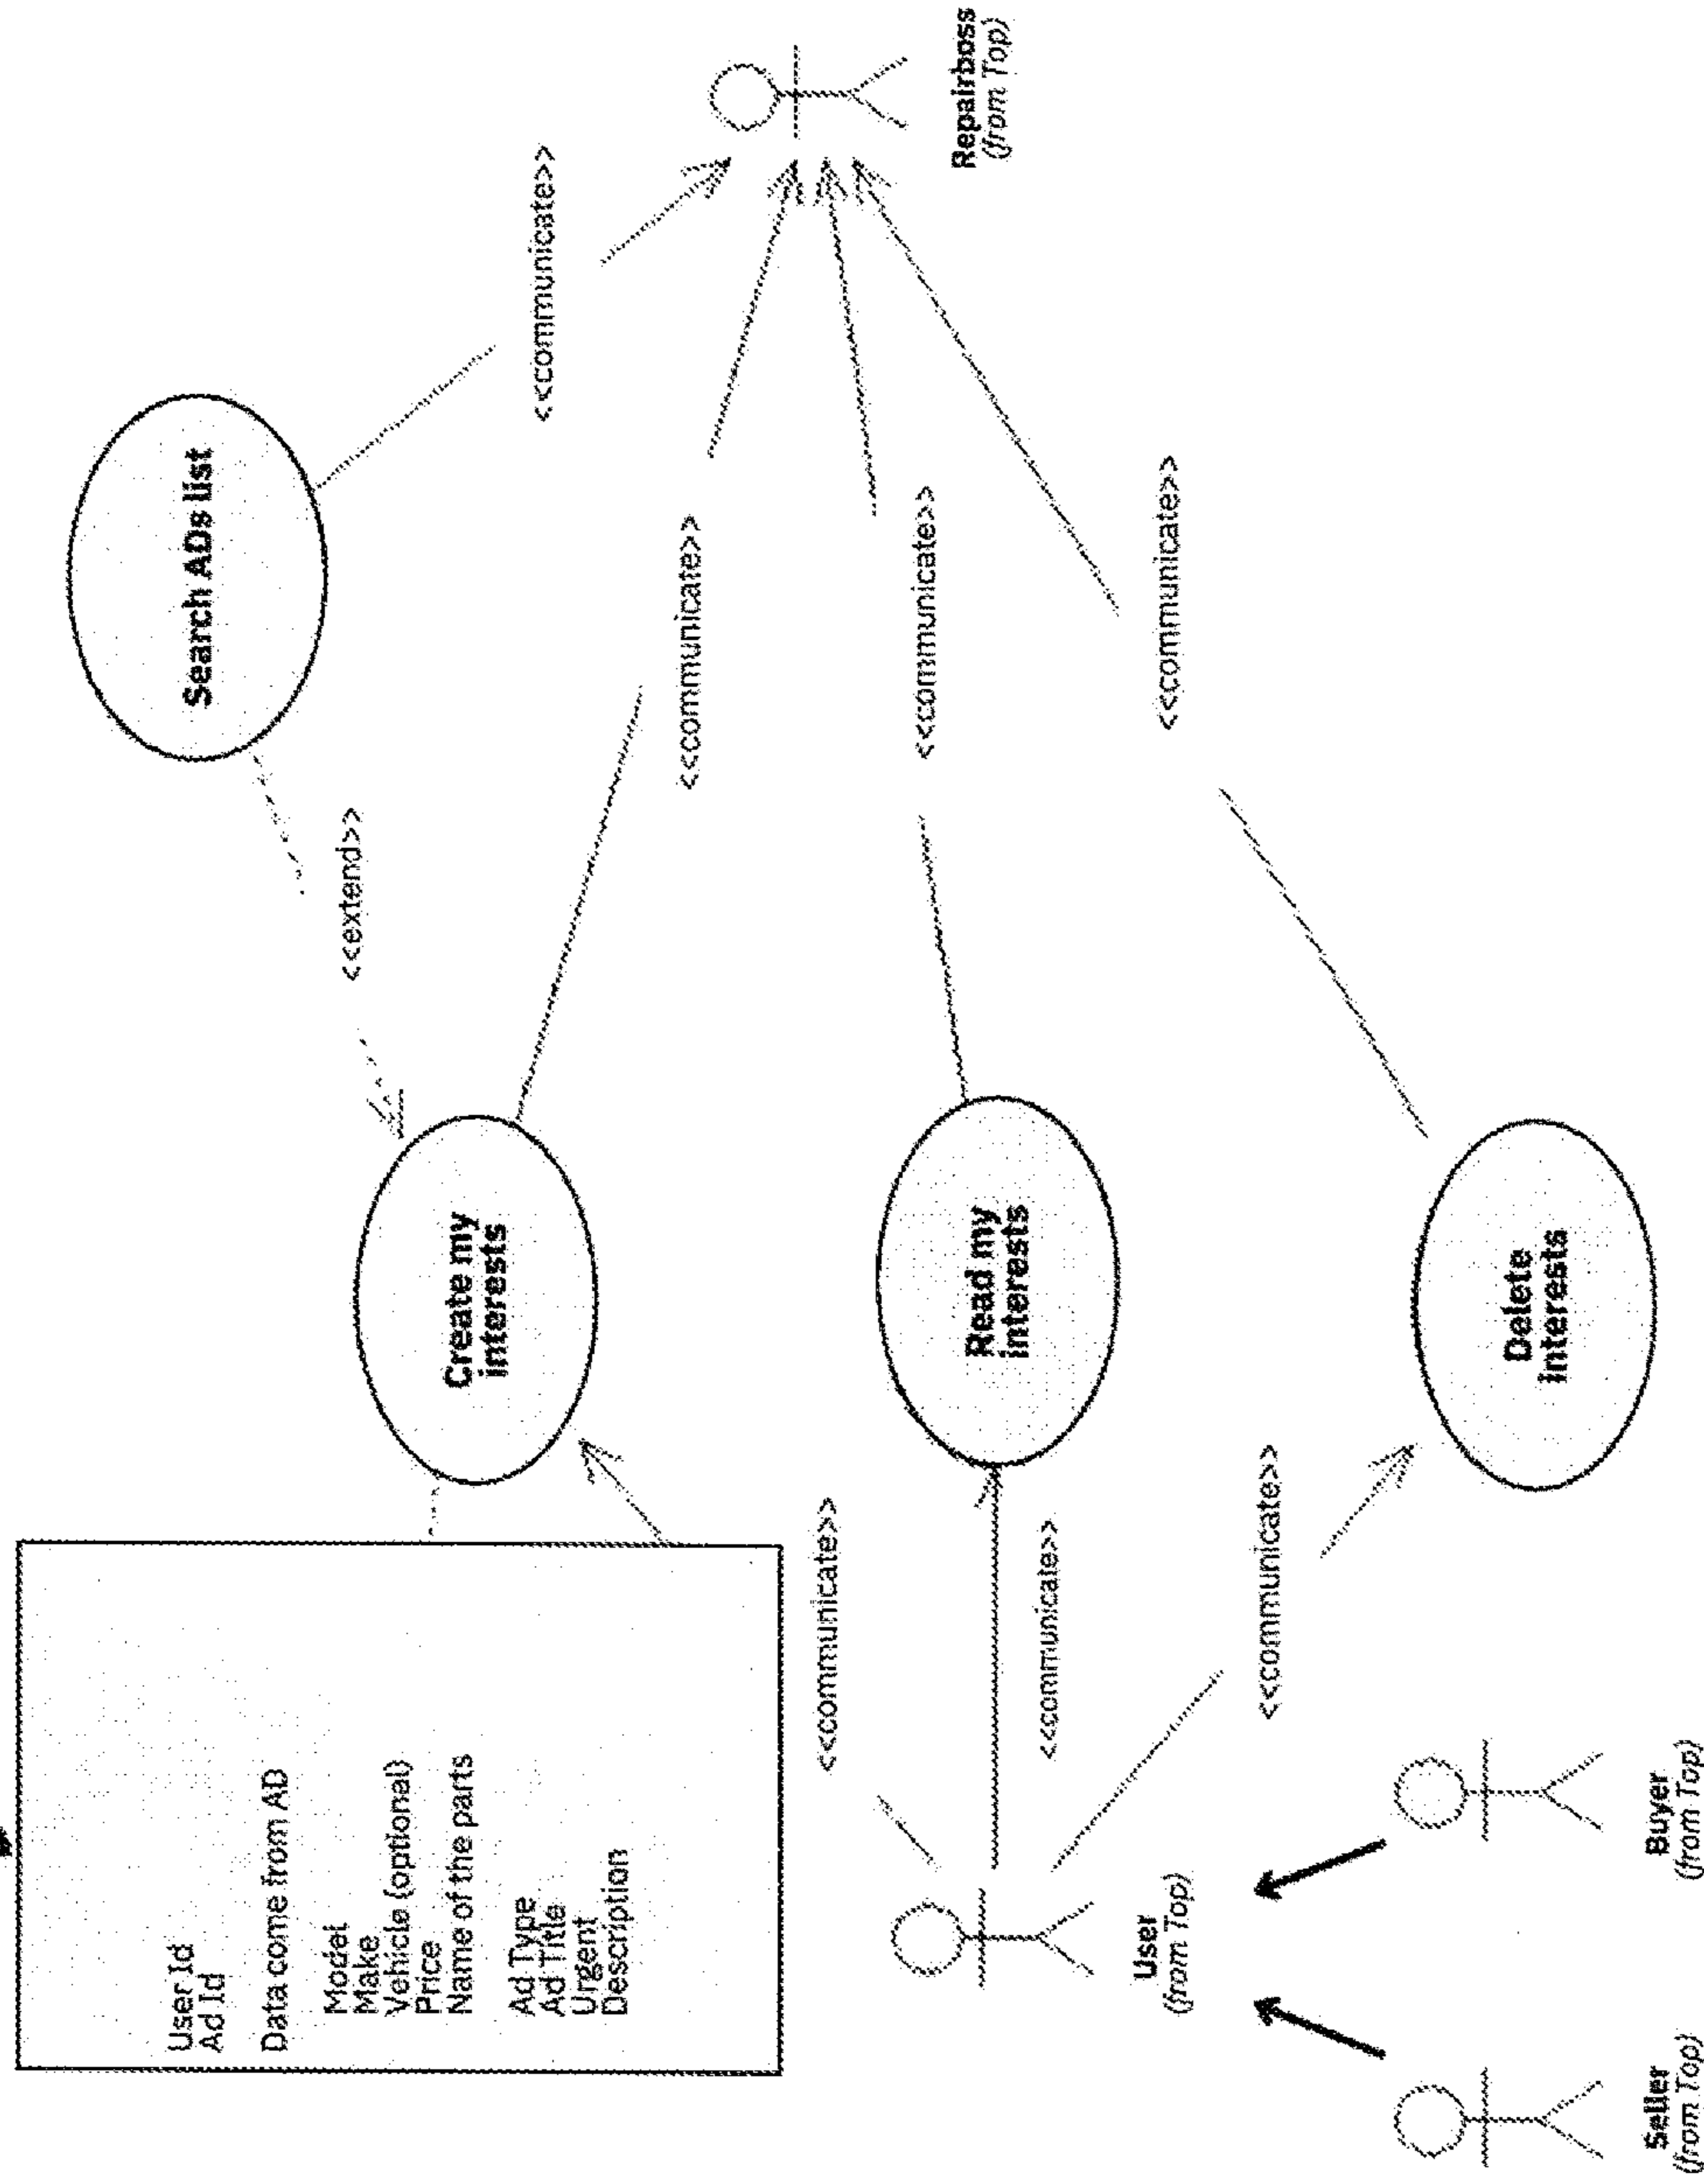 User Id
Ad Id
Data come from AD
Model
Make
Vehicle (optional)
Price
Name of the parts
Ad Type
Ad Title
Urgent
Description
Search ADs list
<<extend>>
<<communicate>>
Create my
interests
<<communicate>>
<<communicate>>
Read my
interests
<<communicate>>
Repairboss
(from Top)
<<communicate>>
User
(from Top)
<<communicate>>
<<communicate>>
Delete
interests
Seller
(from Top)
Buyer
(from Top)